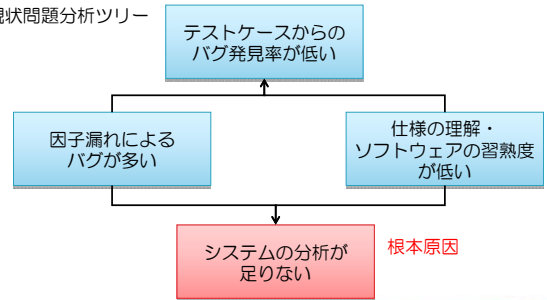 現状問題分析ツリー
テストケースからの
バグ発見率が低い
因子漏れによる
バグが多い
仕様の理解・
ソフトウェアの習熟度
が低い
システムの分析が
足りない
根本原因